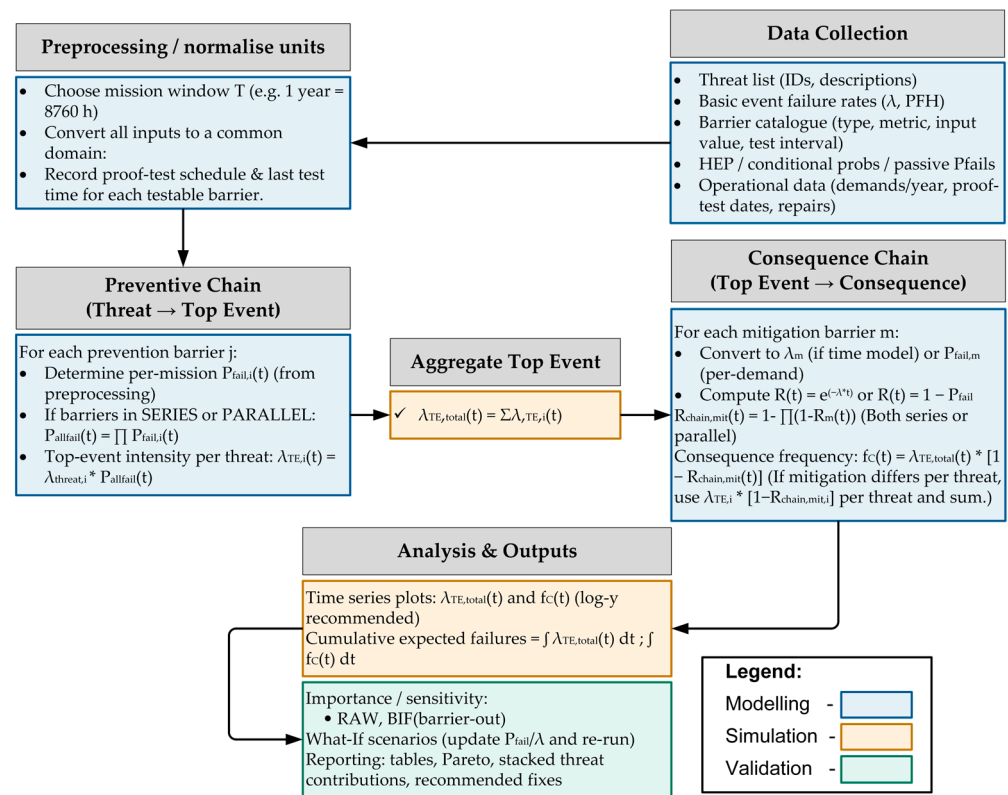 Preprocessing / normalise units
• Choose mission window T (e.g. 1 year =
8760 h)
• Convert all inputs to a common
domain:
• Record proof-test schedule & last test
time for each testable barrier.
Data Collection
• Threat list (IDs, descriptions)
• Basic event failure rates (λ, PFH)
• Barrier catalogue (type, metric, input
value, test interval)
• HEP / conditional probs / passive Pfails
• Operational data (demands/year, proof-
test dates, repairs)
Preventive Chain
(Threat → Top Event)
For each prevention barrier j:
• Determine per-mission Pfail,i(t) (from
preprocessing)
• If barriers in SERIES or PARALLEL:
Pallfail(t) = ∏ Pfail,i(t)
• Top-event intensity per threat: λTE,i(t) =
λthreat,i * Pallfail(t)
Aggregate Top Event
✓ λTE,total(t) = Σλ,TE,i(t)
Consequence Chain
(Top Event → Consequence)
For each mitigation barrier m:
• Convert to λm (if time model) or Pfail,m
(per-demand)
• Compute R(t) = e(−λ*t) or R(t) = 1 − Pfail
Rchain,mit(t) = 1- ∏(1-Rm(t)) (Both series or
parallel)
Consequence frequency: fC(t) = λTE,total(t) * [1
− Rchain,mit(t)] (If mitigation differs per threat,
use λTE,i * [1−Rchain,mit,i] per threat and sum.)
Analysis & Outputs
Time series plots: λTE,total(t) and fC(t) (log-y
recommended)
Cumulative expected failures = ∫ λTE,total(t) dt ; ∫
fC(t) dt
Importance / sensitivity:
• RAW, BIF(barrier-out)
What-If scenarios (update Pfail/λ and re-run)
Reporting: tables, Pareto, stacked threat
contributions, recommended fixes
Legend:
Modelling -
Simulation -
Validation -